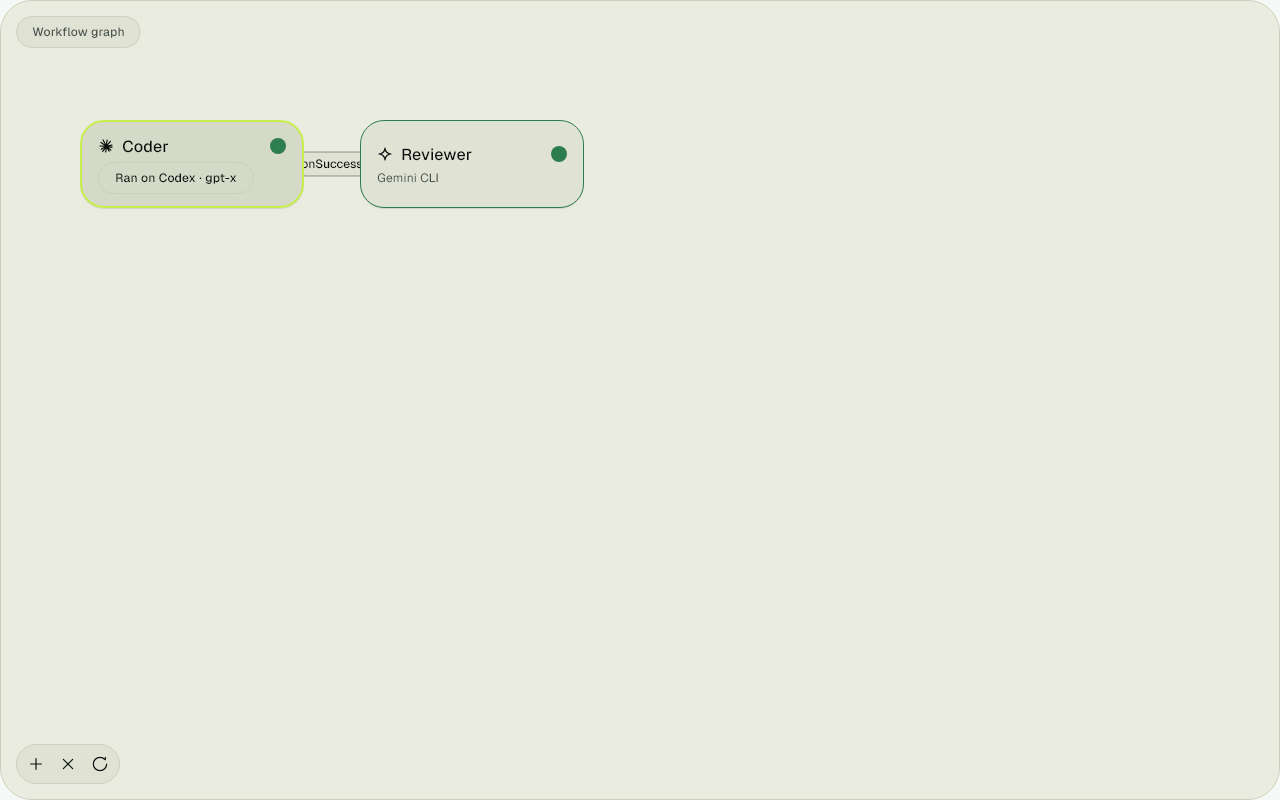 Workflow graph
Coder
Ran on Codex · gpt-x
onSuccess
Reviewer
Gemini CLI